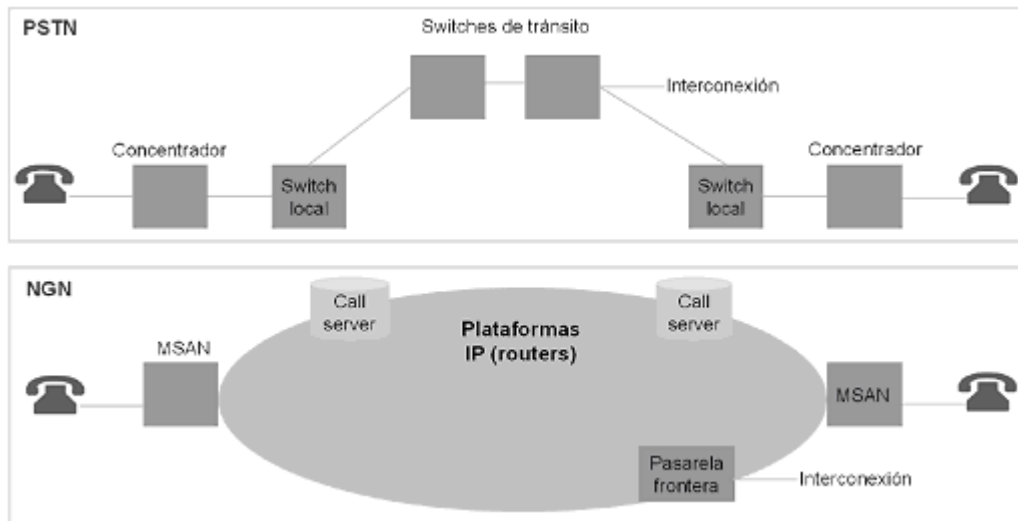 PSTN
Switches de tránsito
Interconexión
Concentrador
Concentrador
Switch
local
Switch
local
NGN
Call
server
Call
server
Plataformas
IP (routers)
MSAN
MSAN
Pasarela
frontera
Interconexión